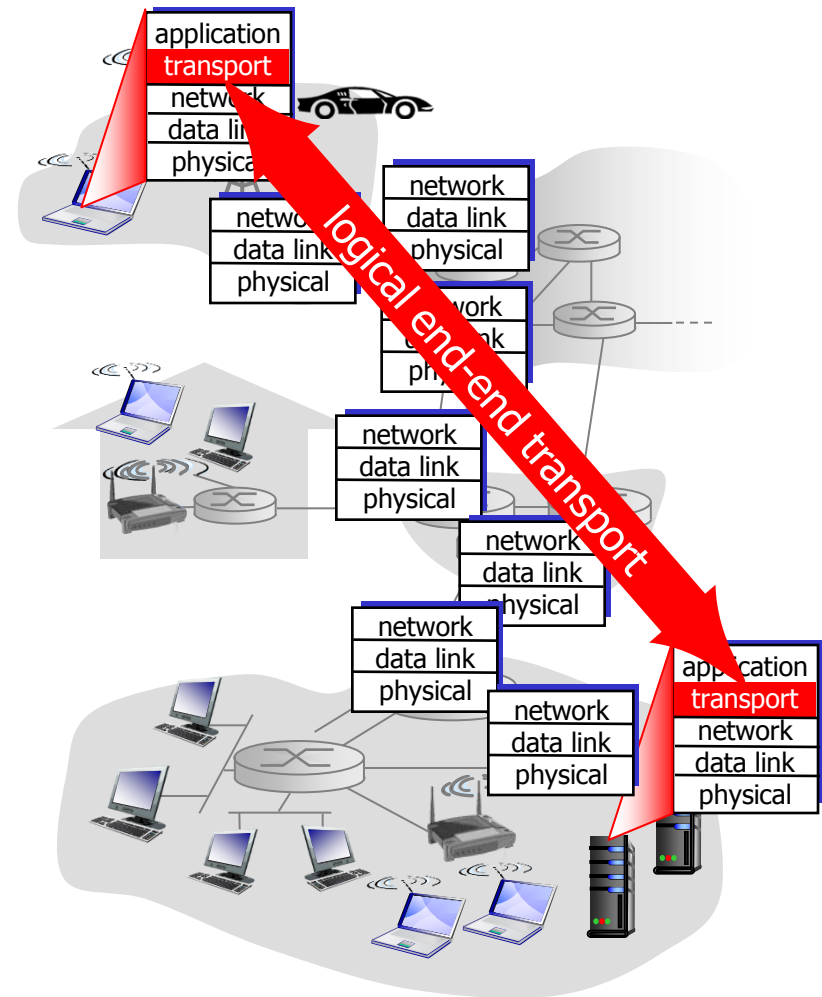 application
transport
network
data link
physical
network
data link
physical
network
data link
physical
network
data link
physical
logical end-end transport
network
data link
physical
network
data link
physical
network
data link
physical
network
data link
physical
application
transport
network
data link
physical